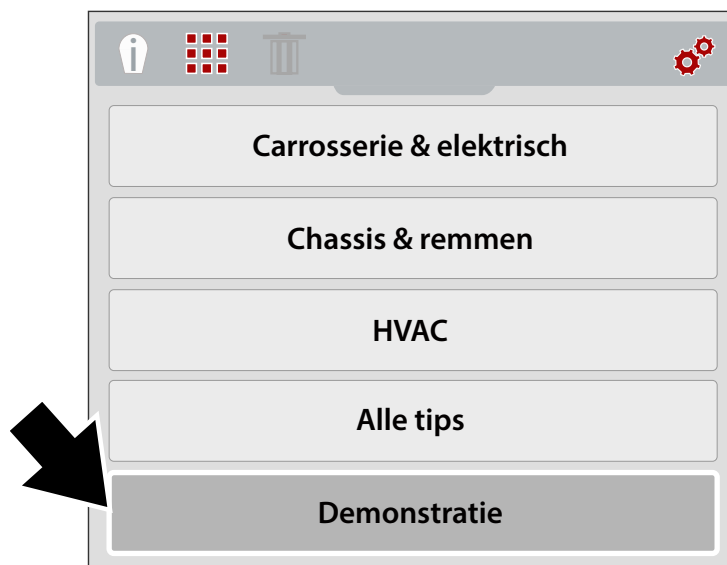 Carrosserie & elektrisch
Chassis & remmen
HVAC
Alle tips
Demonstratie